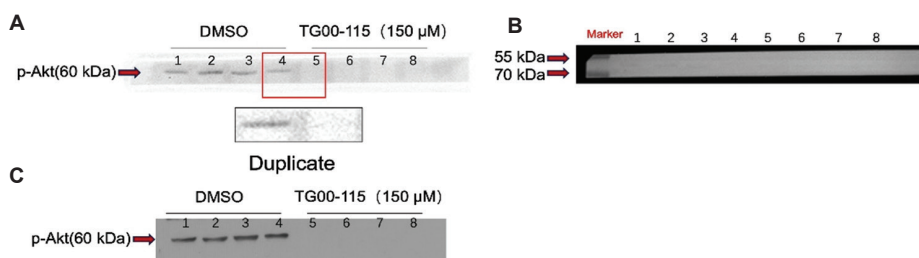 A
DMSO TG00-115 (150 μM)
1 2 3 4 5 6 7 8
p-Akt(60 kDa)
Duplicate
B
Marker 1 2 3 4 5 6 7 8
55 kDa
70 kDa
C
DMSO TG00-115 (150 μM)
1 2 3 4 5 6 7 8
p-Akt(60 kDa)